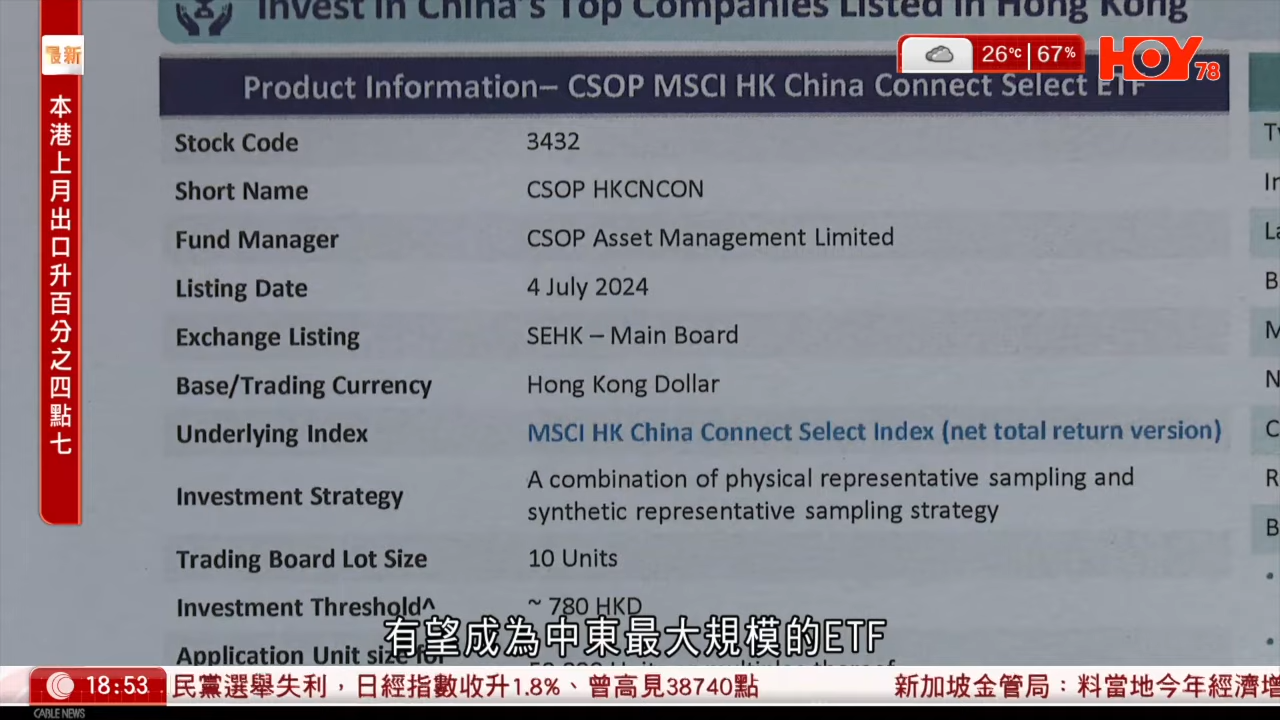 Invest in China's Top Companies Listed in Hong Kong
最新
26°C | 67%
HOY 78
本港上月出口升百分之四點七
Product Information– CSOP MSCI HK China Connect Select ETF
Stock Code 3432
Short Name CSOP HKCNCON
Fund Manager CSOP Asset Management Limited
Listing Date 4 July 2024
Exchange Listing SEHK – Main Board
Base/Trading Currency Hong Kong Dollar
Underlying Index MSCI HK China Connect Select Index (net total return version)
Investment Strategy A combination of physical representative sampling and
synthetic representative sampling strategy
Trading Board Lot Size 10 Units
Investment Threshold^ ~ 780 HKD
有望成為中東最大規模的ETF
Application Unit size for
18:53 民黨選舉失利，日經指數收升1.8%、曾高見38740點 新加坡金管局：料當地今年經濟增
CABLE NEWS